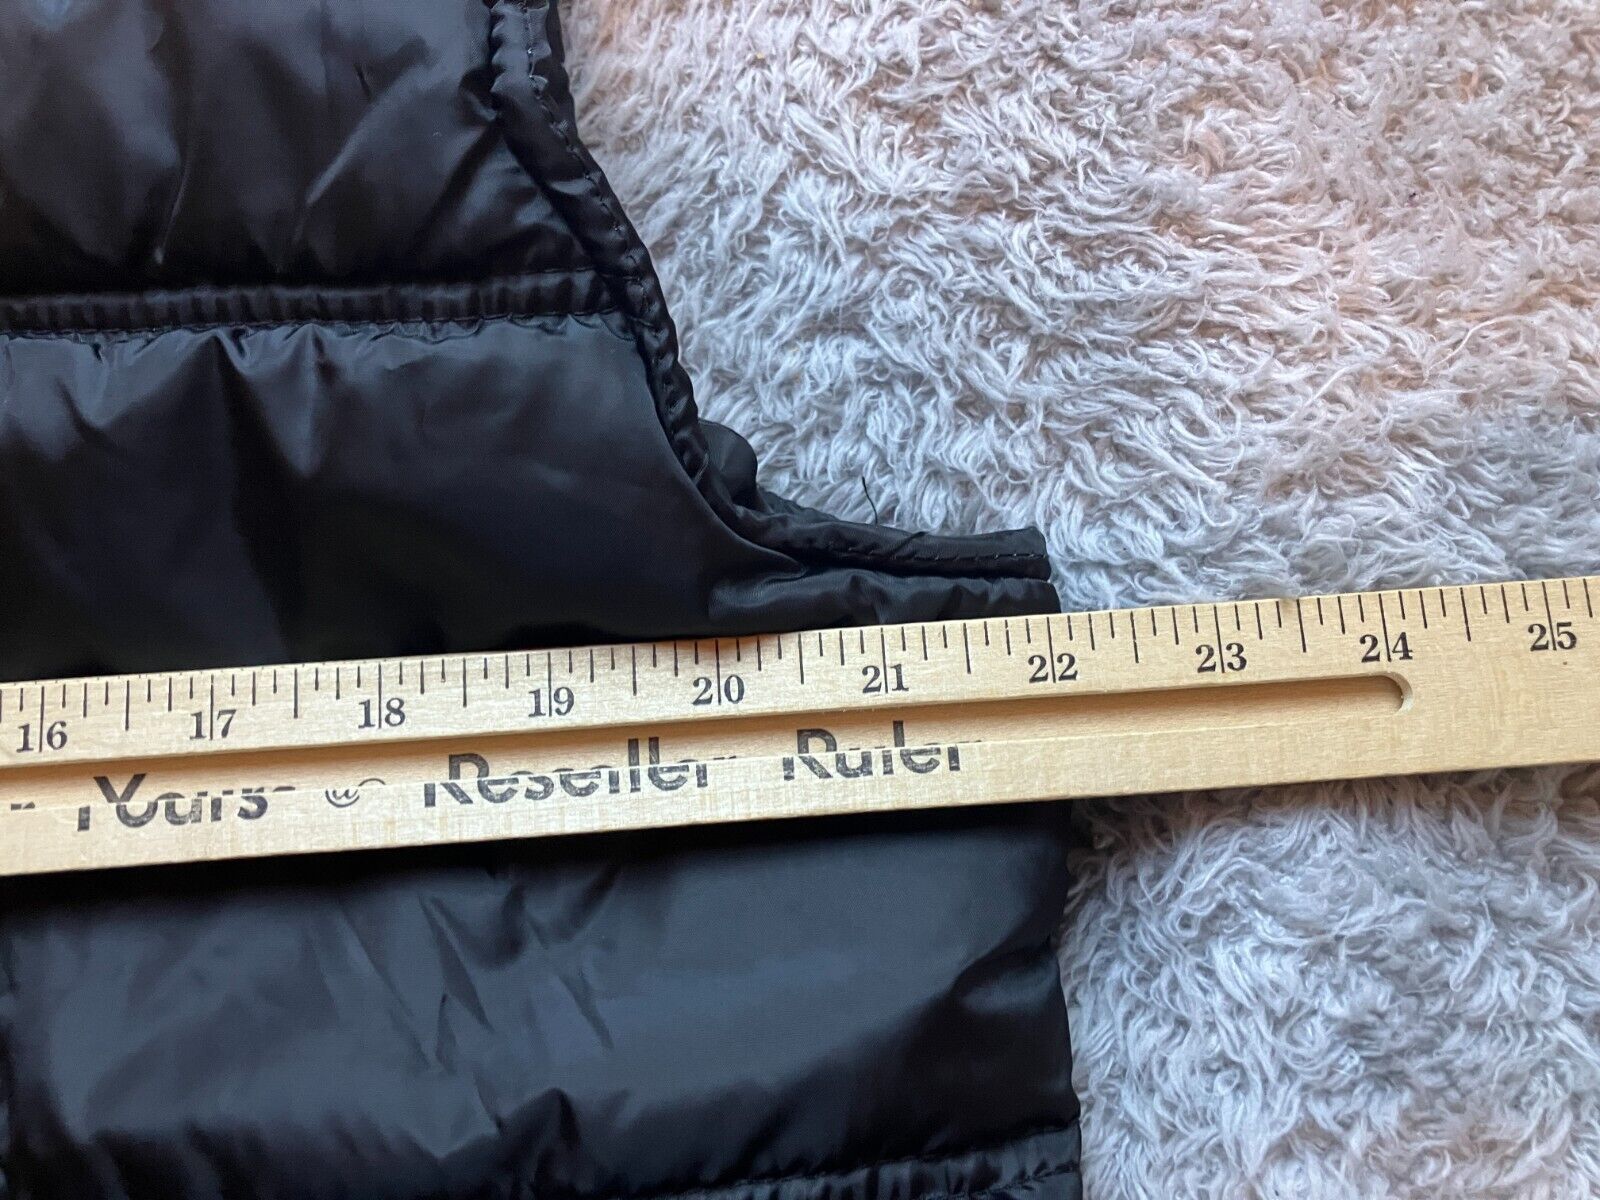 16 17 18 19 20 21 22 23 24 25
Yours @ Reseller Ruler